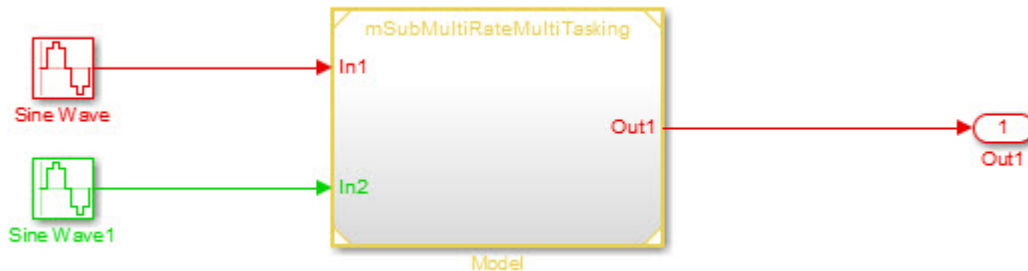 mSubMultiRateMultiTasking
In1
Sine Wave
Out1
1
Out1
In2
Sine Wave1
Model